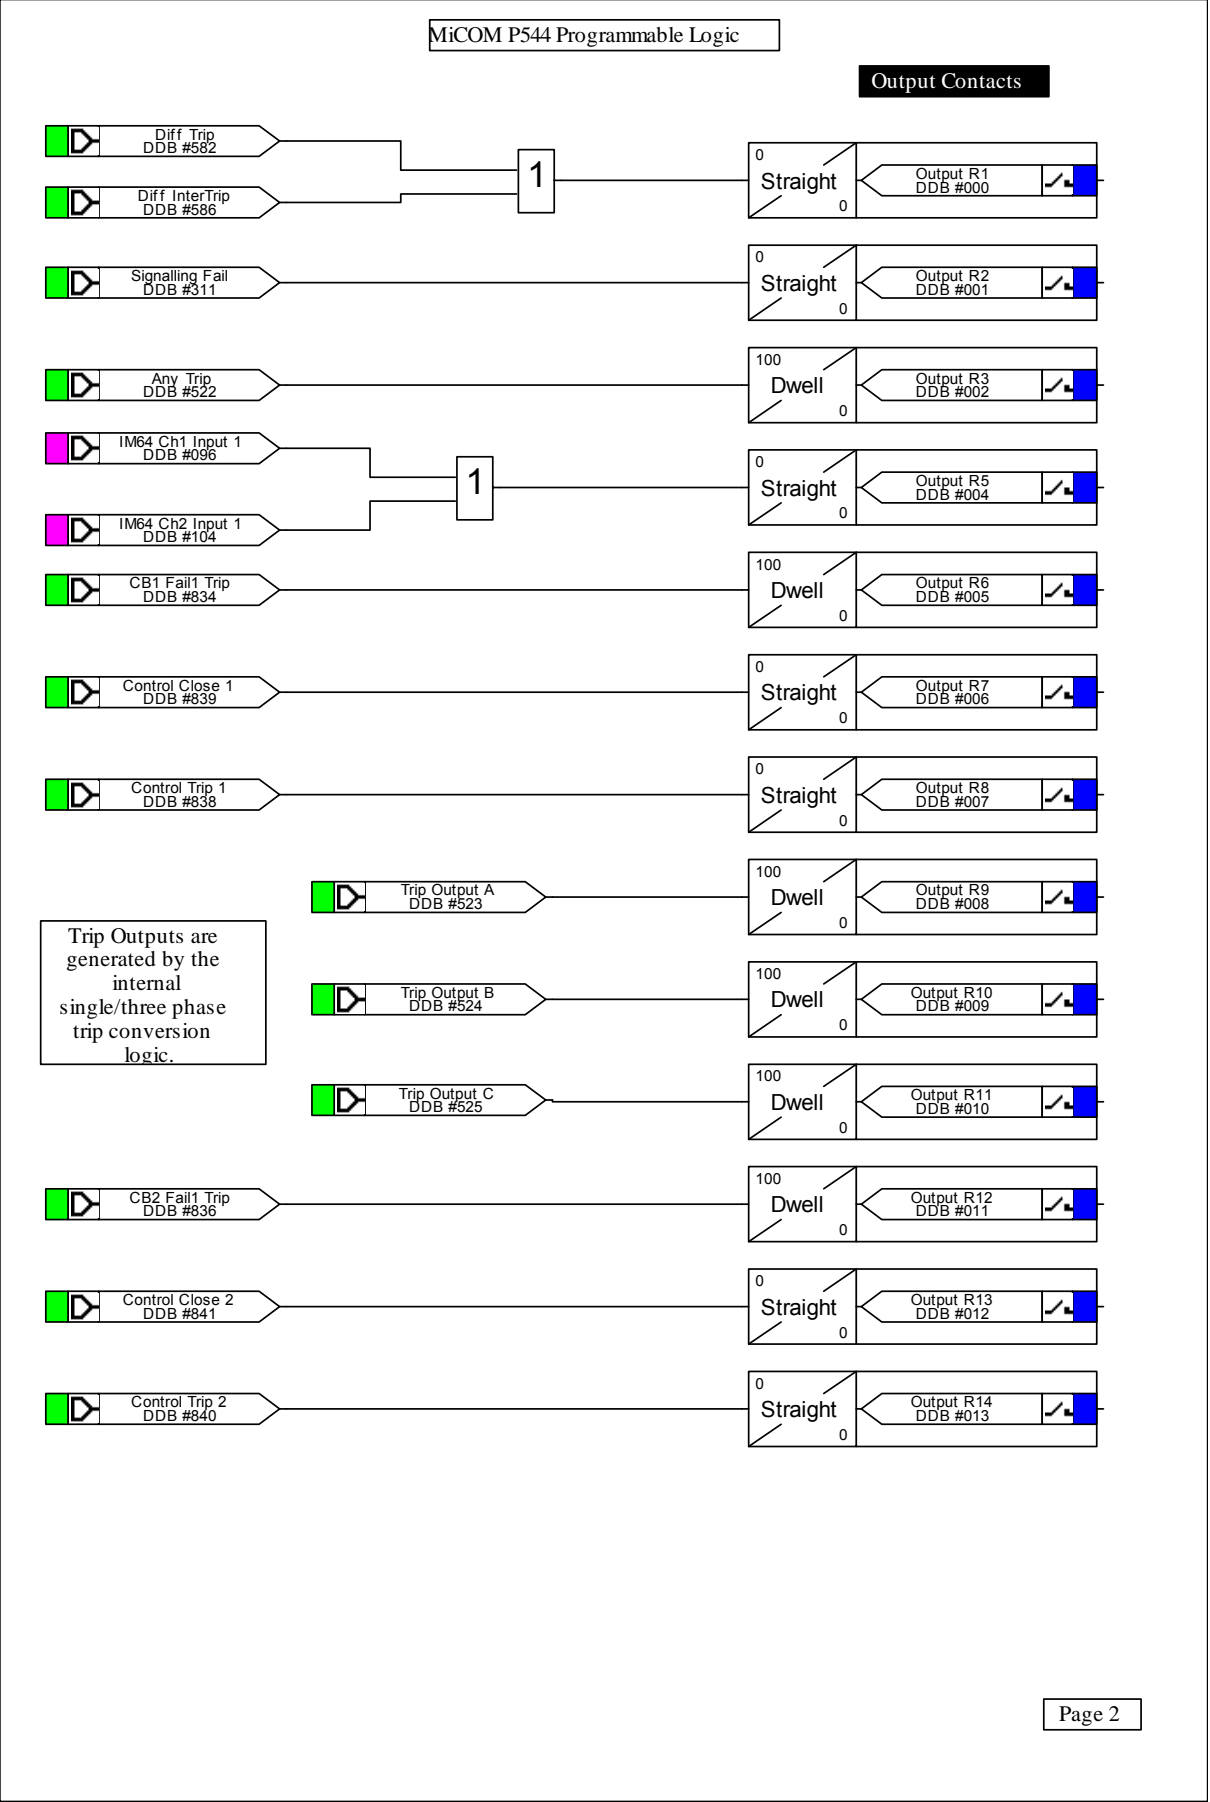 MiCOM P544 Programmable Logic
Output Contacts
Diff Trip
DDB #582
Diff InterTrip
DDB #586
1
0
Straight
0
Output R1
DDB #000
Signalling Fail
DDB #311
0
Straight
0
Output R2
DDB #001
Any Trip
DDB #522
100
Dwell
0
Output R3
DDB #002
IM64 Ch1 Input 1
DDB #096
IM64 Ch2 Input 1
DDB #104
1
0
Straight
0
Output R5
DDB #004
CB1 Fail1 Trip
DDB #834
100
Dwell
0
Output R6
DDB #005
Control Close 1
DDB #839
0
Straight
0
Output R7
DDB #006
Control Trip 1
DDB #838
0
Straight
0
Output R8
DDB #007
Trip Output A
DDB #523
100
Dwell
0
Output R9
DDB #008
Trip Outputs are
generated by the
internal
single/three phase
trip conversion
logic.
Trip Output B
DDB #524
100
Dwell
0
Output R10
DDB #009
Trip Output C
DDB #525
100
Dwell
0
Output R11
DDB #010
CB2 Fail1 Trip
DDB #836
100
Dwell
0
Output R12
DDB #011
Control Close 2
DDB #841
0
Straight
0
Output R13
DDB #012
Control Trip 2
DDB #840
0
Straight
0
Output R14
DDB #013
Page 2